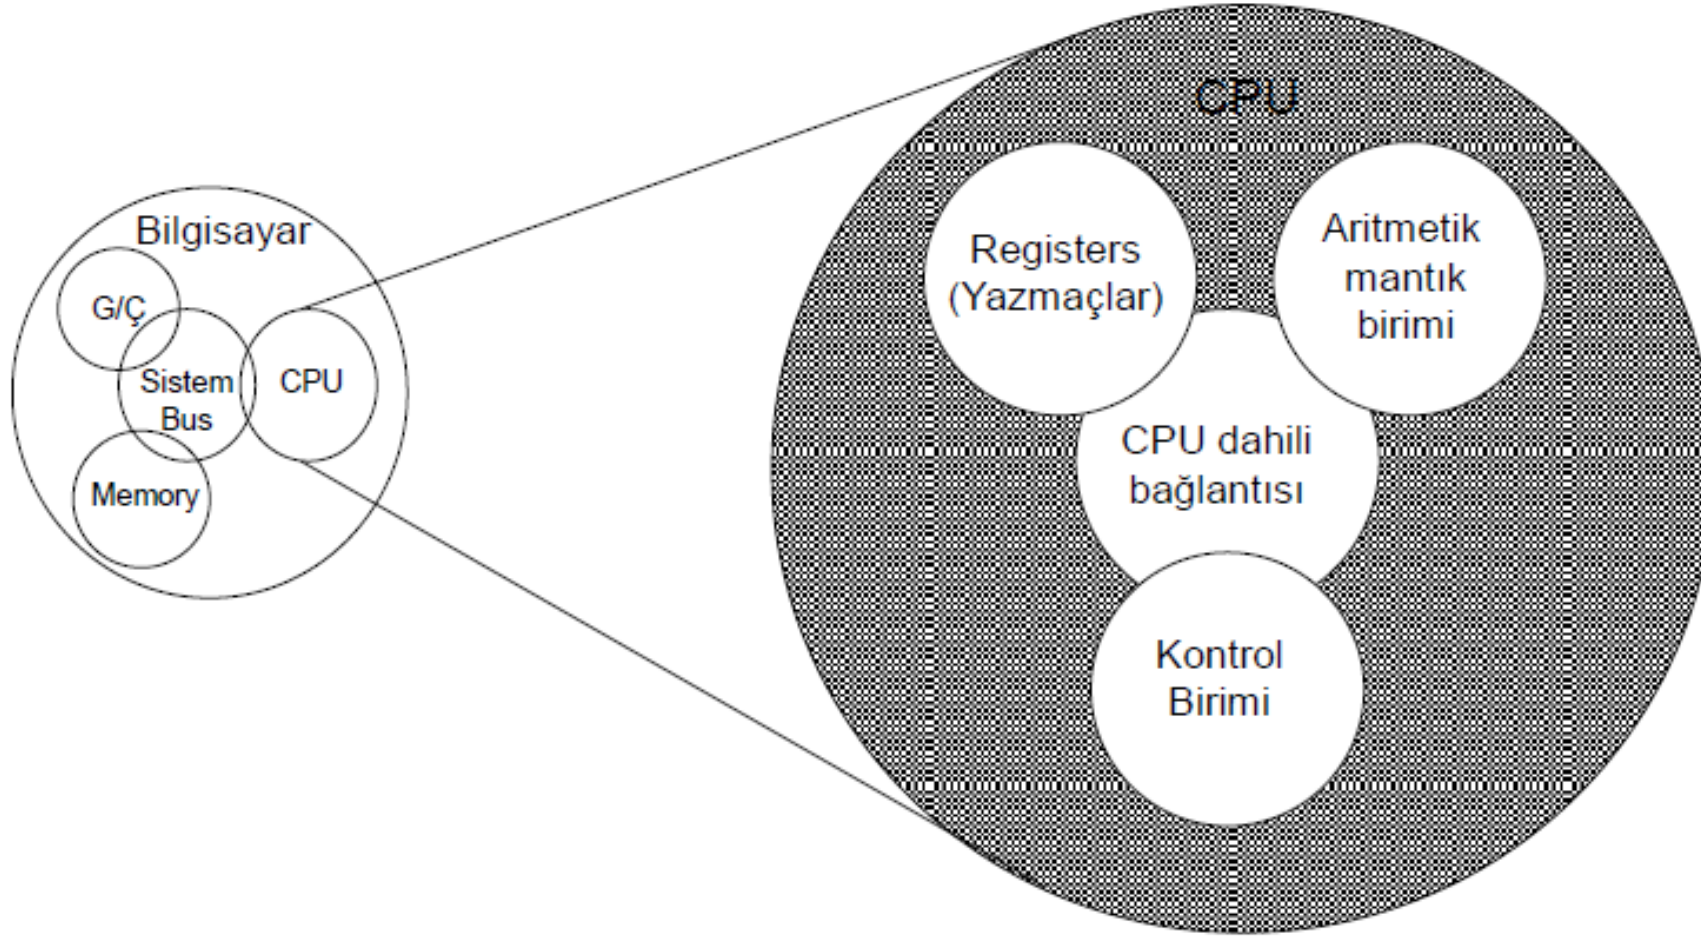 Bilgisayar
G/Ç
Sistem
Bus
CPU
Memory
CPU
Registers
(Yazmaçlar)
Aritmetik
mantık
birimi
CPU dahili
bağlantısı
Kontrol
Birimi